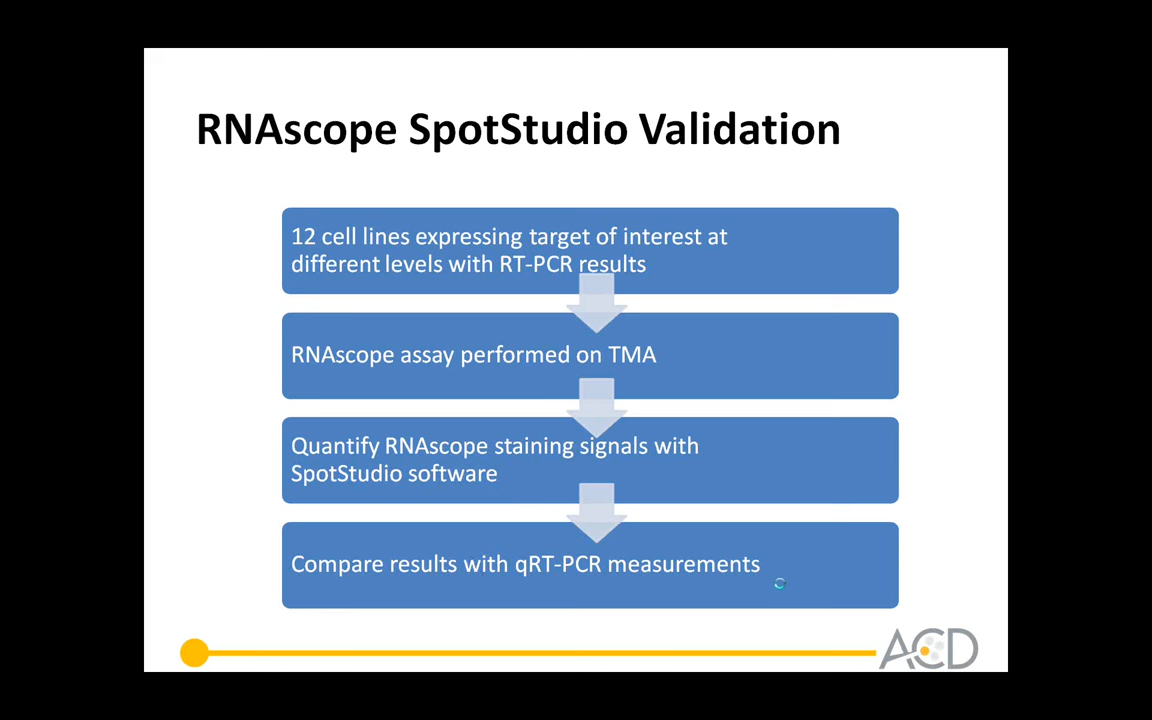 RNAscope SpotStudio Validation
12 cell lines expressing target of interest at
different levels with RT-PCR results
RNAscope assay performed on TMA
Quantify RNAscope staining signals with
SpotStudio software
Compare results with qRT-PCR measurements
ACD